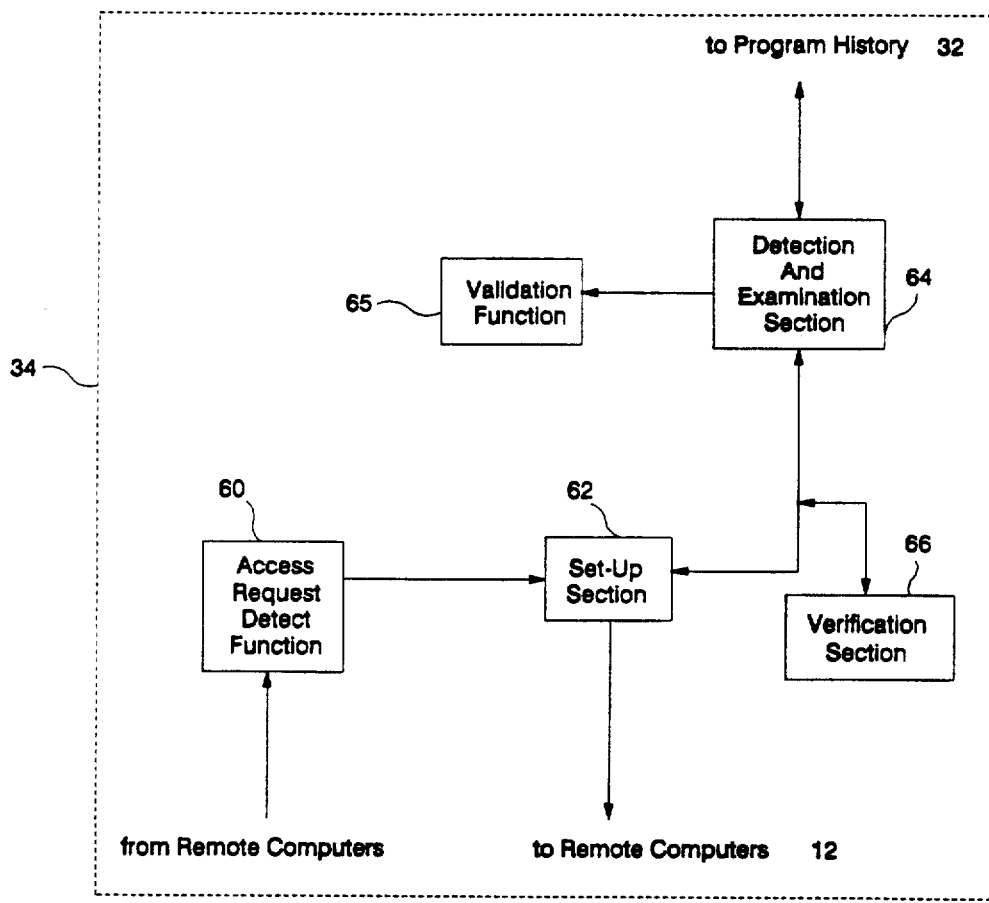 to Program History 32
Detection
And
Examination
Section
64
Validation
Function
65
34
60
Access
Request
Detect
Function
62
Set-Up
Section
66
Verification
Section
from Remote Computers
to Remote Computers 12